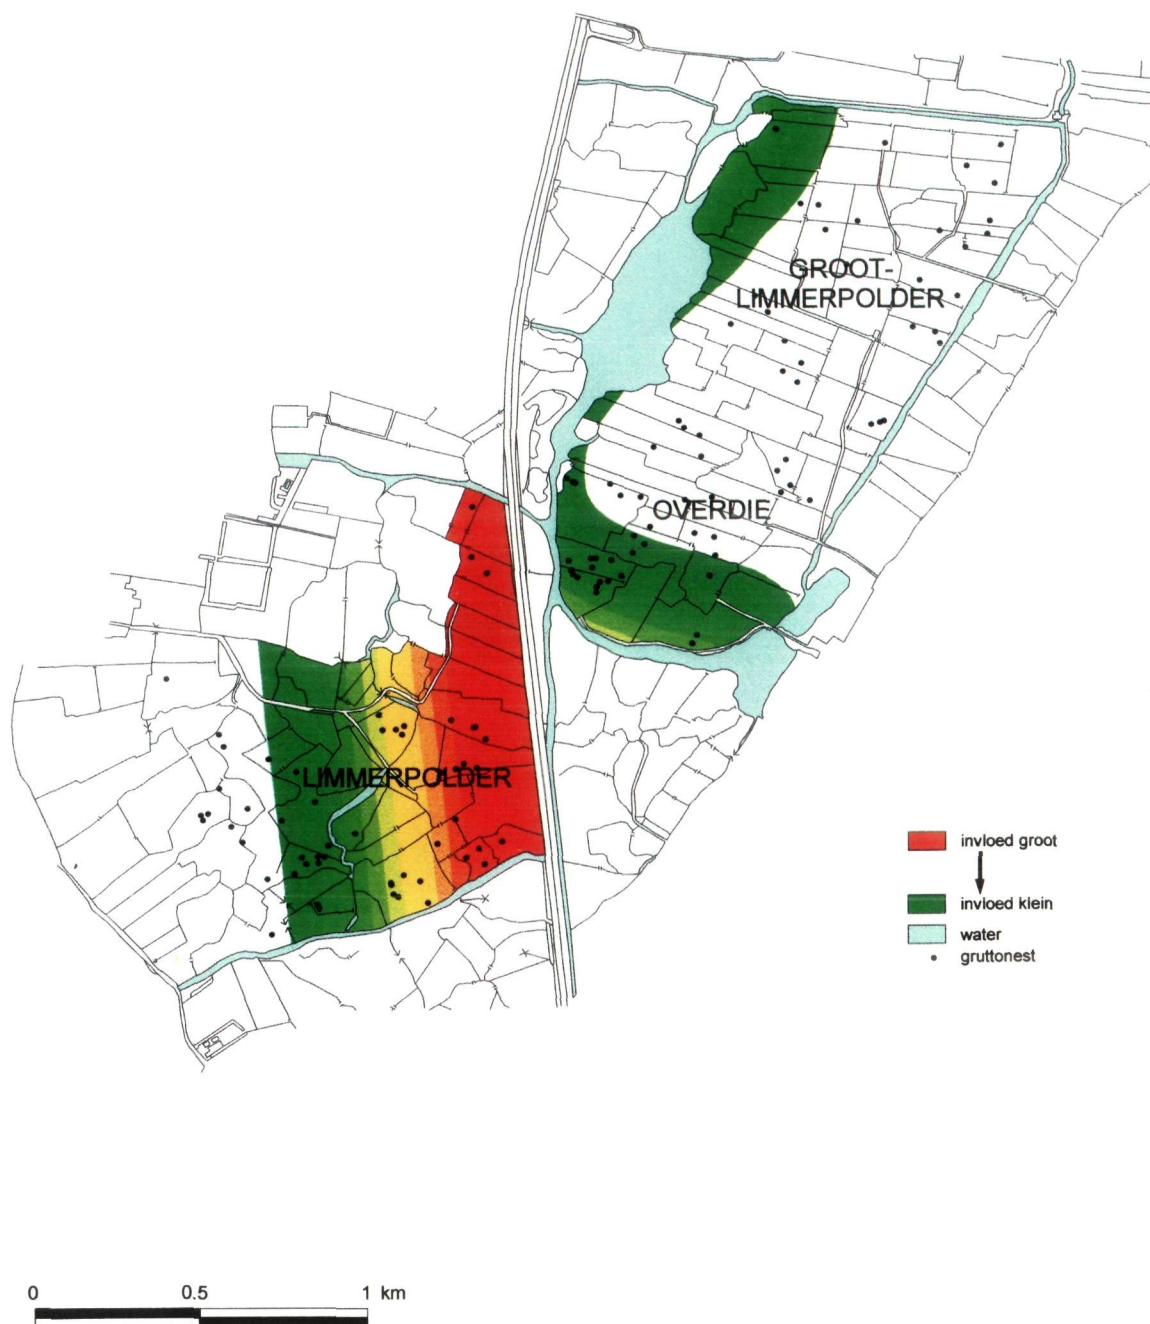 GROOT-
LIMMERPOLDER
OVERDIE
LIMMERPOLDER
invloed groot
invloed klein
water
gruttonest
0 0.5 1 km